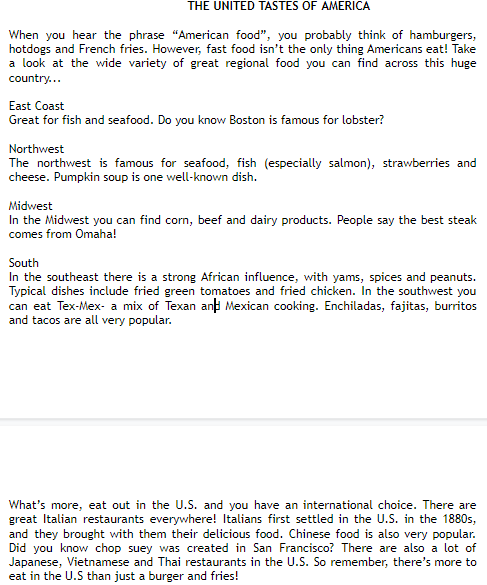 THE UNITED TASTES OF AMERICA
When you hear the phrase “American food”, you probably think of hamburgers,
hotdogs and French fries. However, fast food isn’t the only thing Americans eat! Take
a look at the wide variety of great regional food you can find across this huge
country...
East Coast
Great for fish and seafood. Do you know Boston is famous for lobster?
Northwest
The northwest is famous for seafood, fish (especially salmon), strawberries and
cheese. Pumpkin soup is one well-known dish.
Midwest
In the Midwest you can find corn, beef and dairy products. People say the best steak
comes from Omaha!
South
In the southeast there is a strong African influence, with yams, spices and peanuts.
Typical dishes include fried green tomatoes and fried chicken. In the southwest you
can eat Tex-Mex- a mix of Texan and Mexican cooking. Enchiladas, fajitas, burritos
and tacos are all very popular.
What’s more, eat out in the U.S. and you have an international choice. There are
great Italian restaurants everywhere! Italians first settled in the U.S. in the 1880s,
and they brought with them their delicious food. Chinese food is also very popular.
Did you know chop suey was created in San Francisco? There are also a lot of
Japanese, Vietnamese and Thai restaurants in the U.S. So remember, there’s more to
eat in the U.S than just a burger and fries!